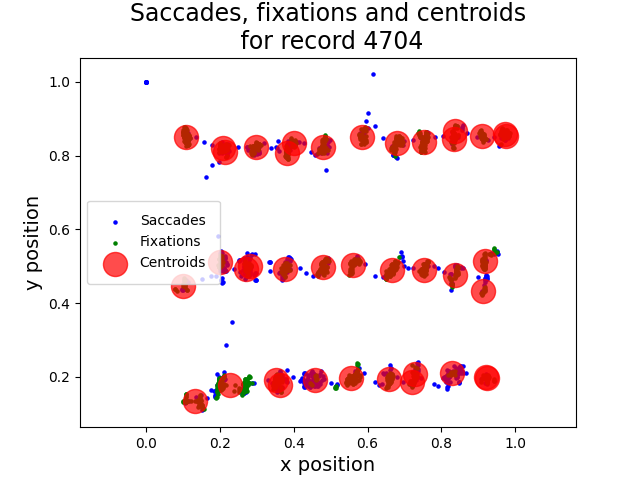 Saccades, fixations and centroids
for record 4704
1.0
0.8
0.6
0.4
0.2
y position
Saccades
Fixations
Centroids
0.0 0.2 0.4 0.6 0.8 1.0
x position